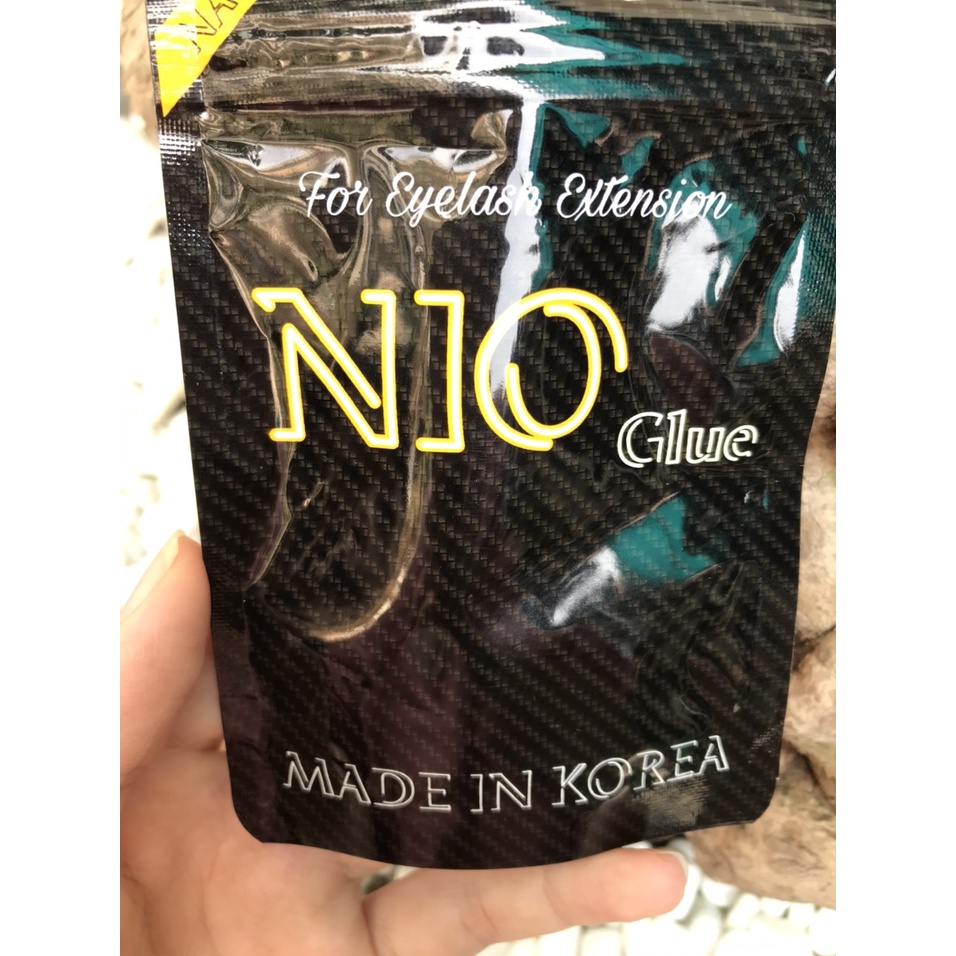 For Eyelash Extension
NIO
Glue
MADE IN KOREA